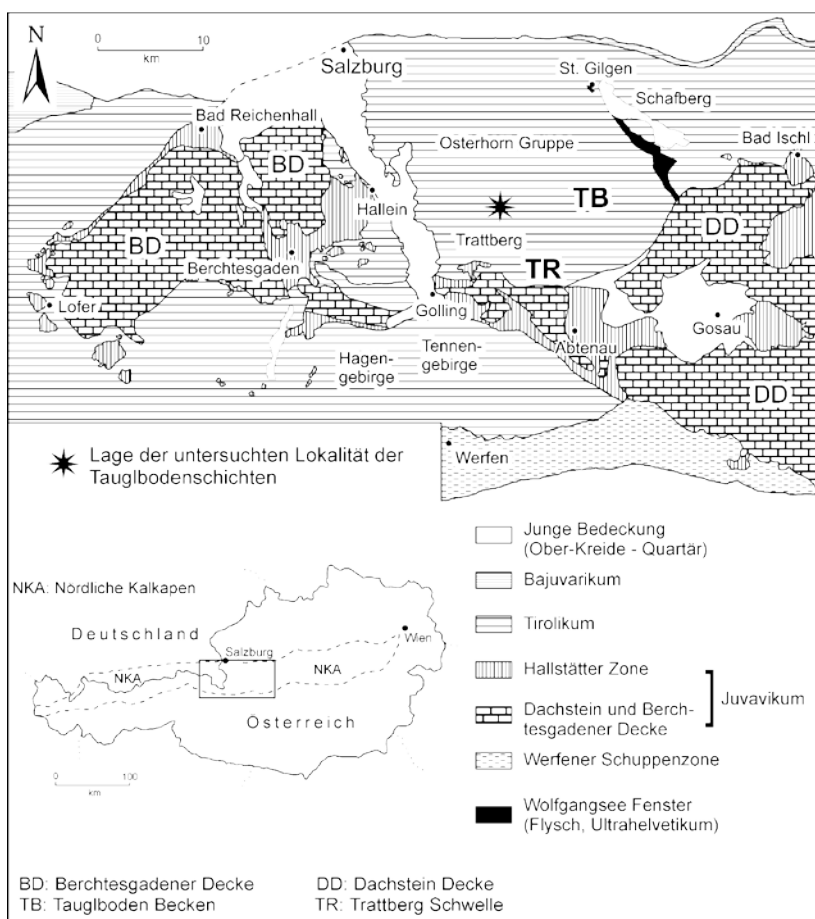 N
0 10
km
Salzburg
St. Gilgen
Schafberg
Bad Reichenhall
Osterhorn Gruppe
Bad Ischl
BD
Hallein
TB
DD
BD
Trattberg
Berchtesgaden
TR
Lofer
Golling
Gosau
Abtenau
Hagen-
gebirge
Tennen-
gebirge
DD
Werfen
Lage der untersuchten Lokalität der
Tauglbodenschichten
Junge Bedeckung
(Ober-Kreide - Quartär)
Bajuvarikum
Tirolikum
Hallstätter Zone
Dachstein und Berch-
tesgadener Decke
Juvavikum
Werfener Schuppenzone
Wolfgangsee Fenster
(Flysch, Ultrahelvetikum)
NKA: Nördliche Kalkapen
Deutschland
Wien
Salzburg
NKA
NKA
Österreich
0 100
km
BD: Berchtesgadener Decke
DD: Dachstein Decke
TB: Tauglboden Becken
TR: Trattberg Schwelle